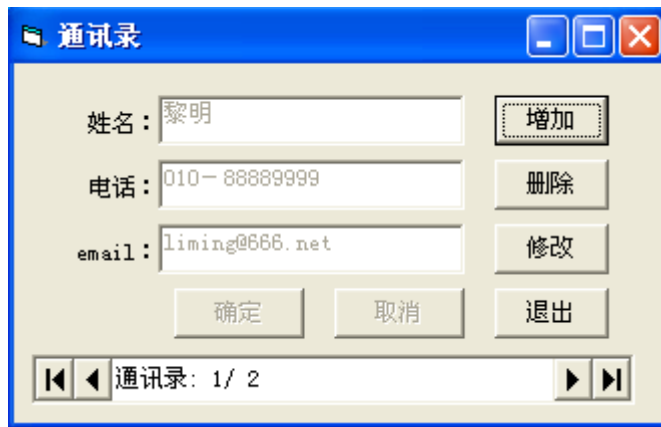 通讯录
姓名：黎明 增加
电话：010－88889999 删除
email：liming@666.net 修改
确定 取消 退出
通讯录: 1/ 2